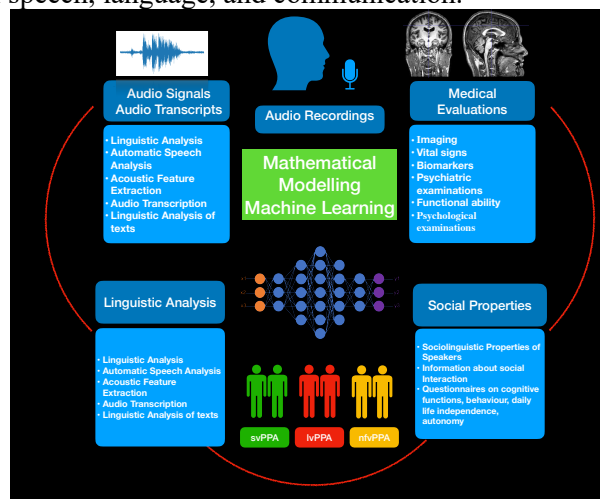 speech, language, and communication.
Audio Signals
Audio Transcripts
• Linguistic Analysis
• Automatic Speech
Analysis
• Acoustic Feature
Extraction
• Audio Transcription
• Linguistic Analysis of
texts
Audio Recordings
Mathematical
Modelling
Machine Learning
Medical
Evaluations
• Imaging
• Vital signs
• Biomarkers
• Psychiatric
examinations
• Functional ability
• Psychological
examinations
Linguistic Analysis
• Linguistic Analysis
• Automatic Speech Analysis
• Acoustic Feature
Extraction
• Audio Transcription
• Linguistic Analysis of texts
svPPA
lvPPA
nfvPPA
Social Properties
• Sociolinguistic Properties of
Speakers
• Information about social
Interaction
• Questionnaires on cognitive
functions, behaviour, daily
life independence,
autonomy